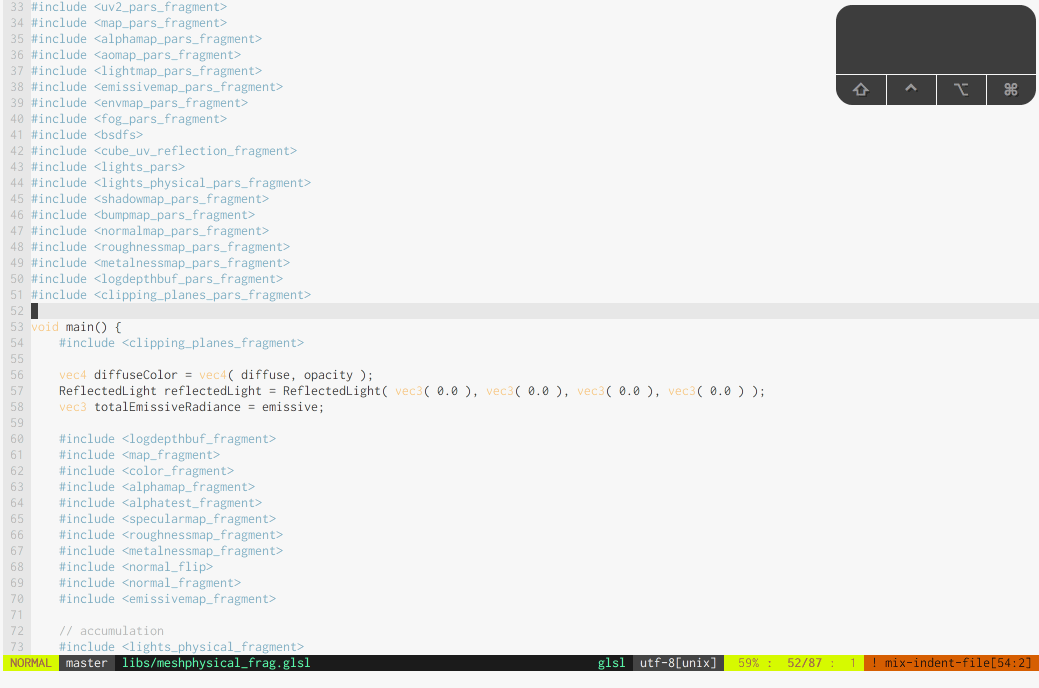 33 #include <uv2_pars_fragment>
34 #include <map_pars_fragment>
35 #include <alphamap_pars_fragment>
36 #include <aomap_pars_fragment>
37 #include <lightmap_pars_fragment>
38 #include <emissivemap_pars_fragment>
39 #include <envmap_pars_fragment>
40 #include <fog_pars_fragment>
41 #include <bsdfs>
42 #include <cube_uv_reflection_fragment>
43 #include <lights_pars>
44 #include <lights_physical_pars_fragment>
45 #include <shadowmap_pars_fragment>
46 #include <bumpmap_pars_fragment>
47 #include <normalmap_pars_fragment>
48 #include <roughnessmap_pars_fragment>
49 #include <metalnessmap_pars_fragment>
50 #include <logdepthbuf_pars_fragment>
51 #include <clipping_planes_pars_fragment>
52
53 void main() {
54     #include <clipping_planes_fragment>
55
56     vec4 diffuseColor = vec4( diffuse, opacity );
57     ReflectedLight reflectedLight = ReflectedLight( vec3( 0.0 ), vec3( 0.0 ), vec3( 0.0 ), vec3( 0.0 ) );
58     vec3 totalEmissiveRadiance = emissive;
59
60     #include <logdepthbuf_fragment>
61     #include <map_fragment>
62     #include <color_fragment>
63     #include <alphamap_fragment>
64     #include <alphatest_fragment>
65     #include <specularmap_fragment>
66     #include <roughnessmap_fragment>
67     #include <metalnessmap_fragment>
68     #include <normal_flip>
69     #include <normal_fragment>
70     #include <emissivemap_fragment>
71
72     // accumulation
73     #include <lights_physical_fragment>
NORMAL master libs/meshphysical_frag.glsl glsl utf-8[unix] 59% : 52/87 : 1 ! mix-indent-file[54:2]
⇧ ⌃ ⌥ ⌘